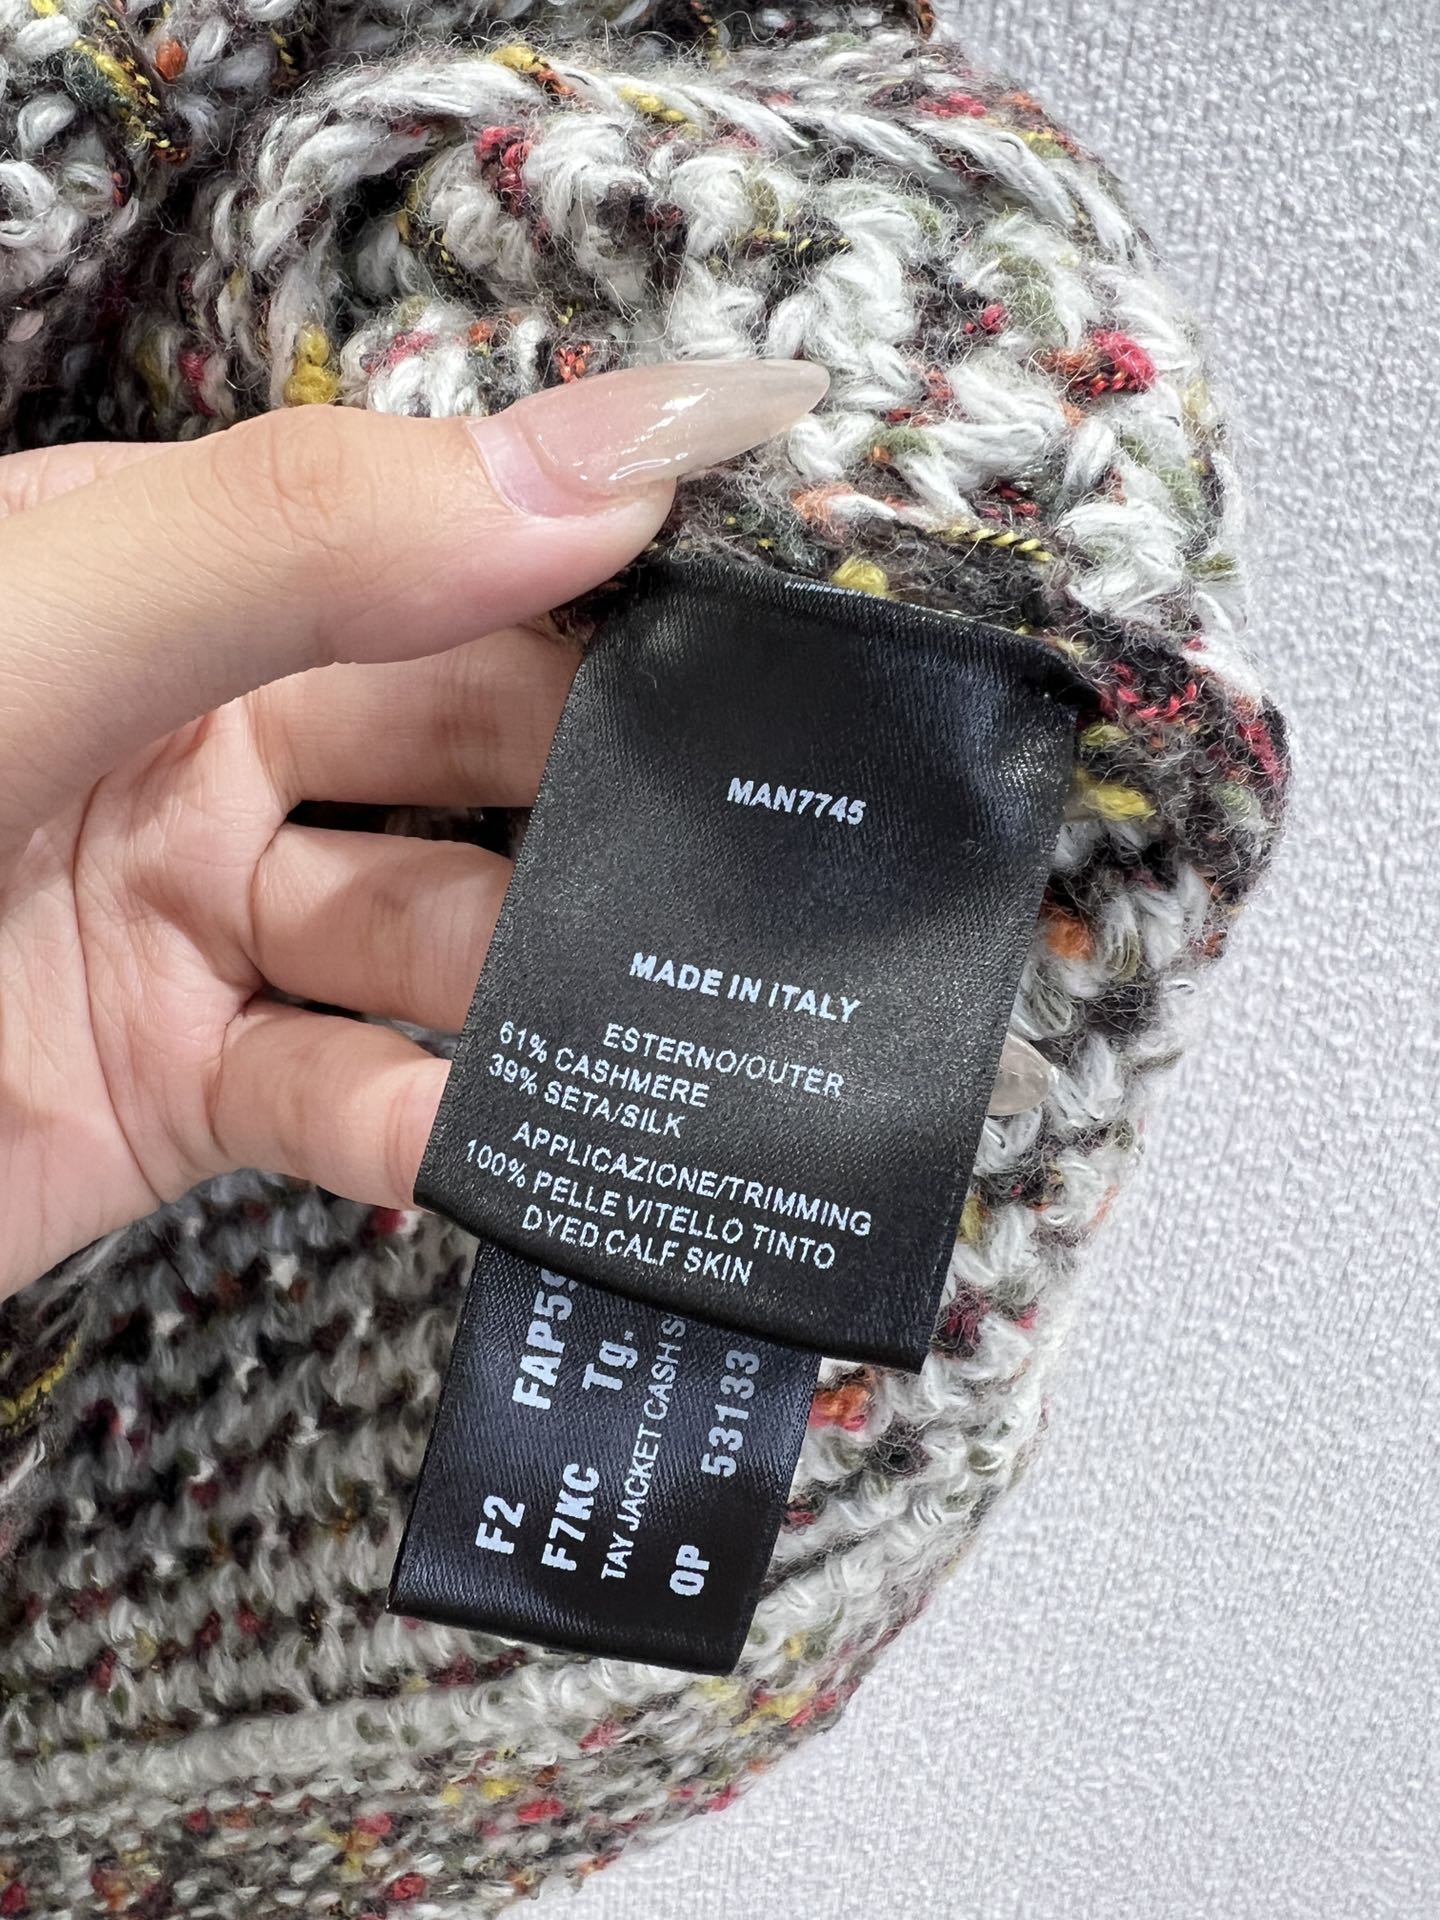 MAN7745
MADE IN ITALY
ESTERNO/OUTER
61% CASHMERE
39% SETA/SILK
APPLICAZIONE/TRIMMING
100% PELLE VITELLO TINTO
DYED CALF SKIN
F2
F7KC Tg.
TAY JACKET CASH
OP 53133